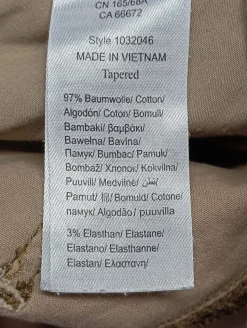 CN 165/68A
CA 66672
Style 1032046
MADE IN VIETNAM
Tapered
97% Baumwolle/ Cotton/
Algodón/ Coton/ Bomull/
Bambaki/ βαμβάκι/
Bawełna/ Bavlna/
Памук/ Bumbac/ Pamuk/
Bombaž/ Хлопок/ Kokvilna/
Puuvill/ Medvilnė/ قطن/
Pamut/ 棉/ Bomuld/ Cotone/
памук/ Algodão/ puuvilla
3% Elasthan/ Elastane/
Elastano/ Elasthanne/
Elastan/ Ελαστανη/